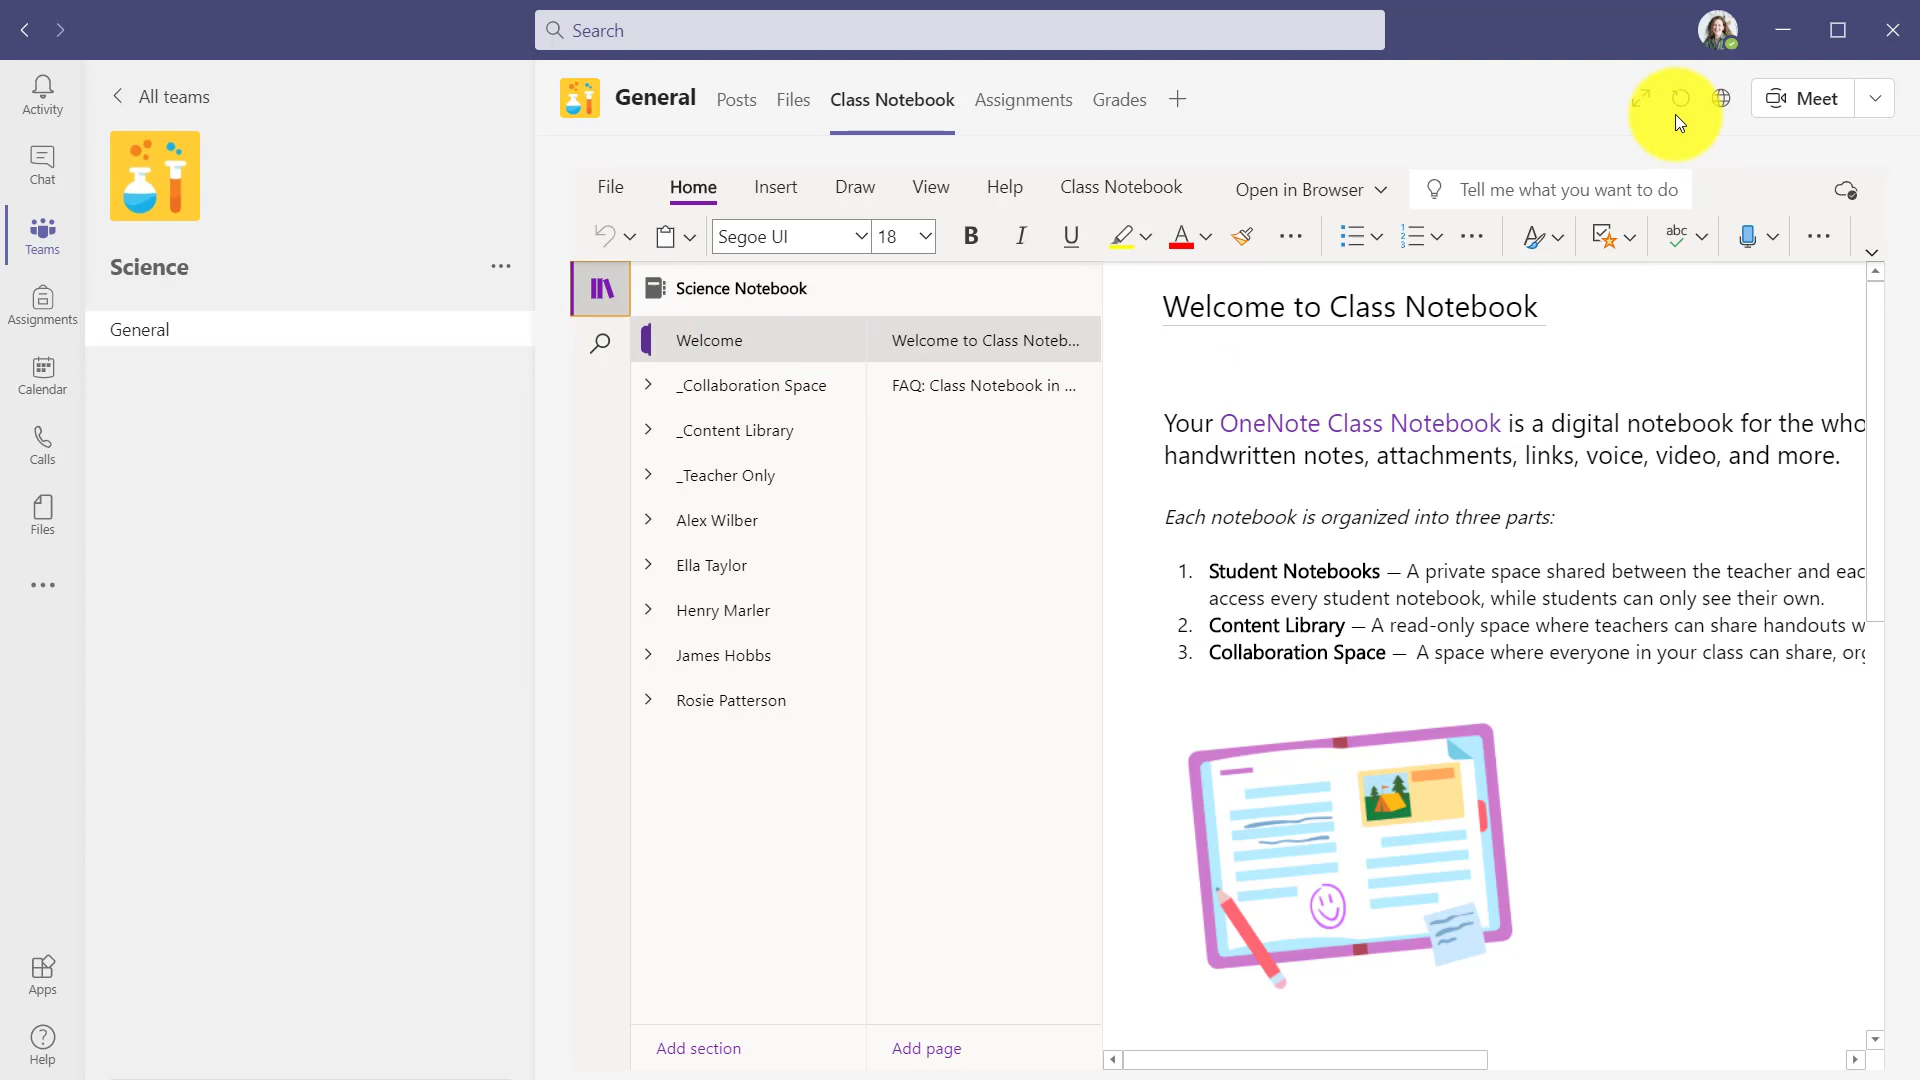 Search
Activity
Chat
Teams
Assignments
Calendar
Calls
Files
Apps
Help
All teams
Science
General
General
Posts
Files
Class Notebook
Assignments
Grades
Meet
File
Home
Insert
Draw
View
Help
Class Notebook
Open in Browser
Tell me what you want to do
Segoe UI
18
B
I
U
A
abc
Science Notebook
Welcome
_Collaboration Space
_Content Library
_Teacher Only
Alex Wilber
Ella Taylor
Henry Marler
James Hobbs
Rosie Patterson
Add section
Welcome to Class Noteb...
FAQ: Class Notebook in ...
Add page
Welcome to Class Notebook
Your OneNote Class Notebook is a digital notebook for the who
handwritten notes, attachments, links, voice, video, and more.
Each notebook is organized into three parts:
1. Student Notebooks — A private space shared between the teacher and eac
access every student notebook, while students can only see their own.
2. Content Library — A read-only space where teachers can share handouts w
3. Collaboration Space — A space where everyone in your class can share, org